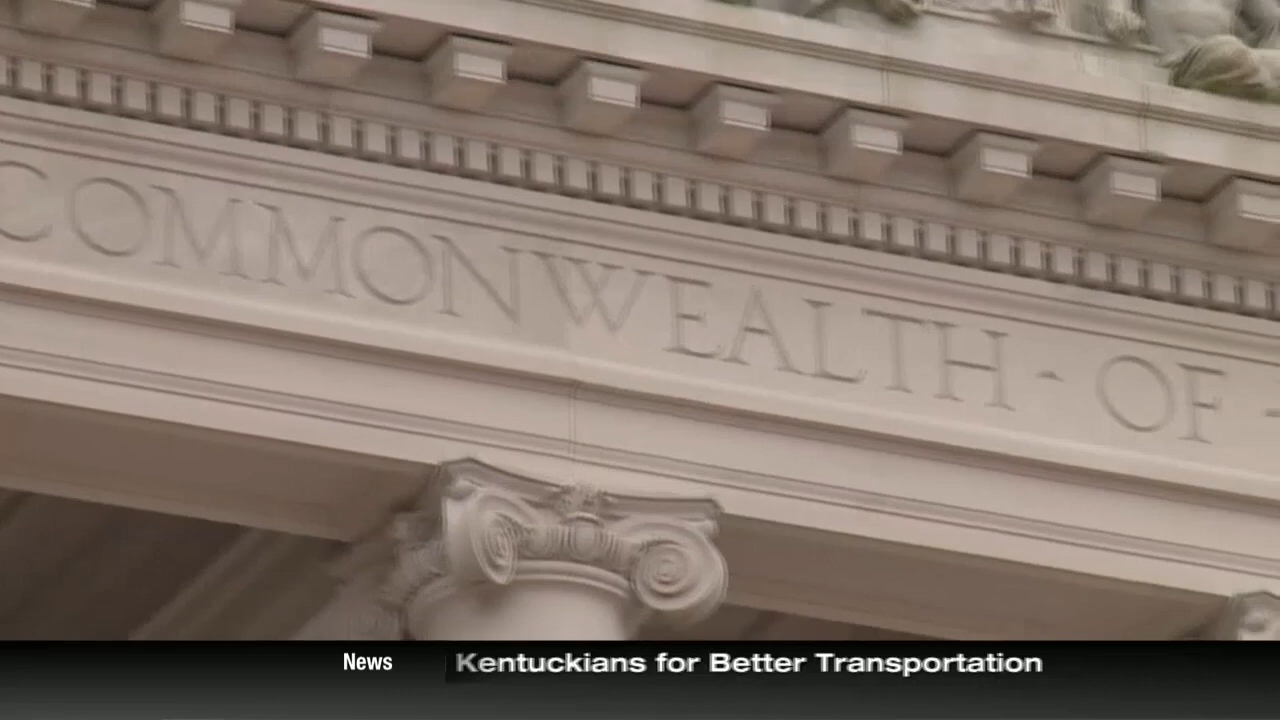 COMMONWEALTH · OF ·
News Kentuckians for Better Transportation